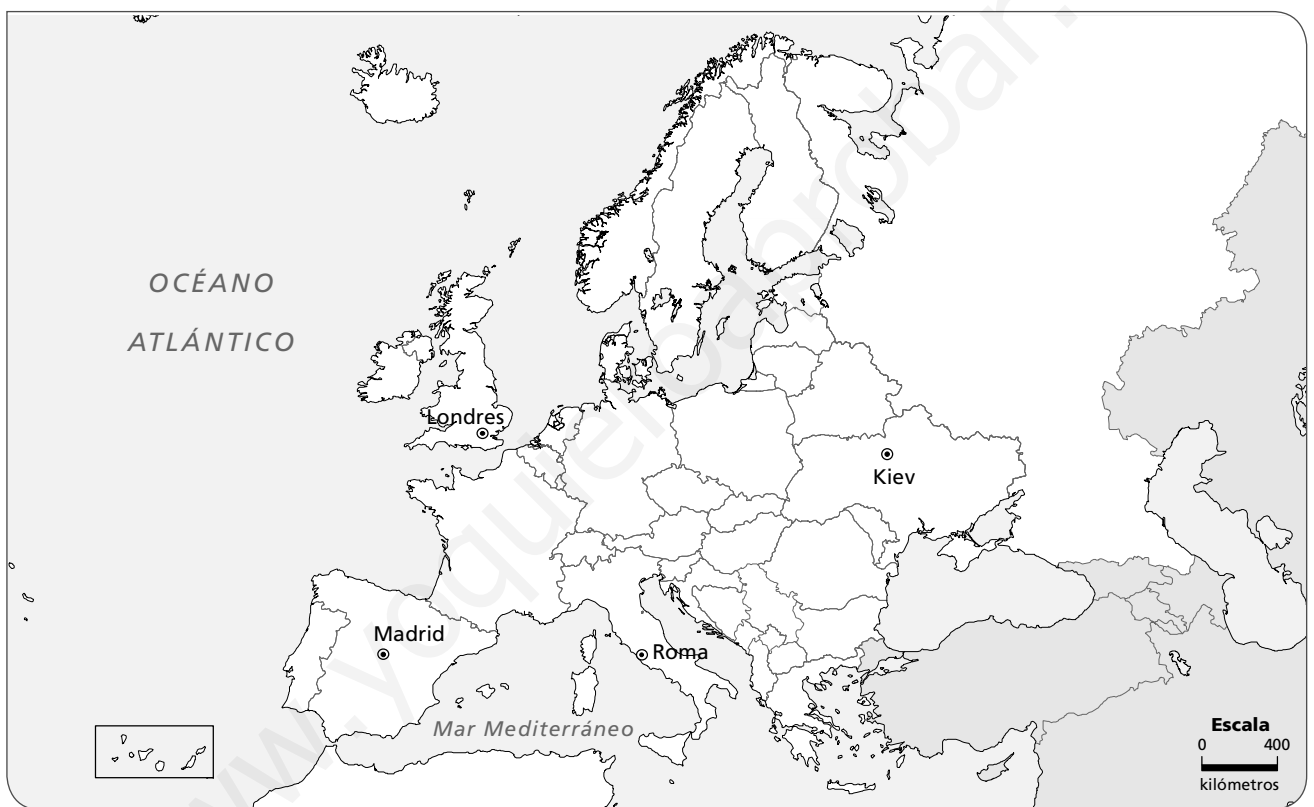 OCÉANO
ATLÁNTICO
Londres
Kiev
Madrid
Roma
Mar Mediterráneo
Escala
0 400
kilómetros